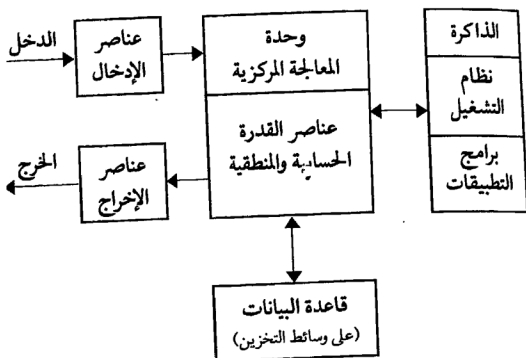 الذاكرة
نظام
التشغيل
برامج
التطبيقات
وحدة
المعالجة المركزية
عناصر القدرة
الحسابية والمنطقية
عناصر
الإدخال
الدخل
عناصر
الإخراج
الخرج
قاعدة البيانات
(على وسائط التخزين)